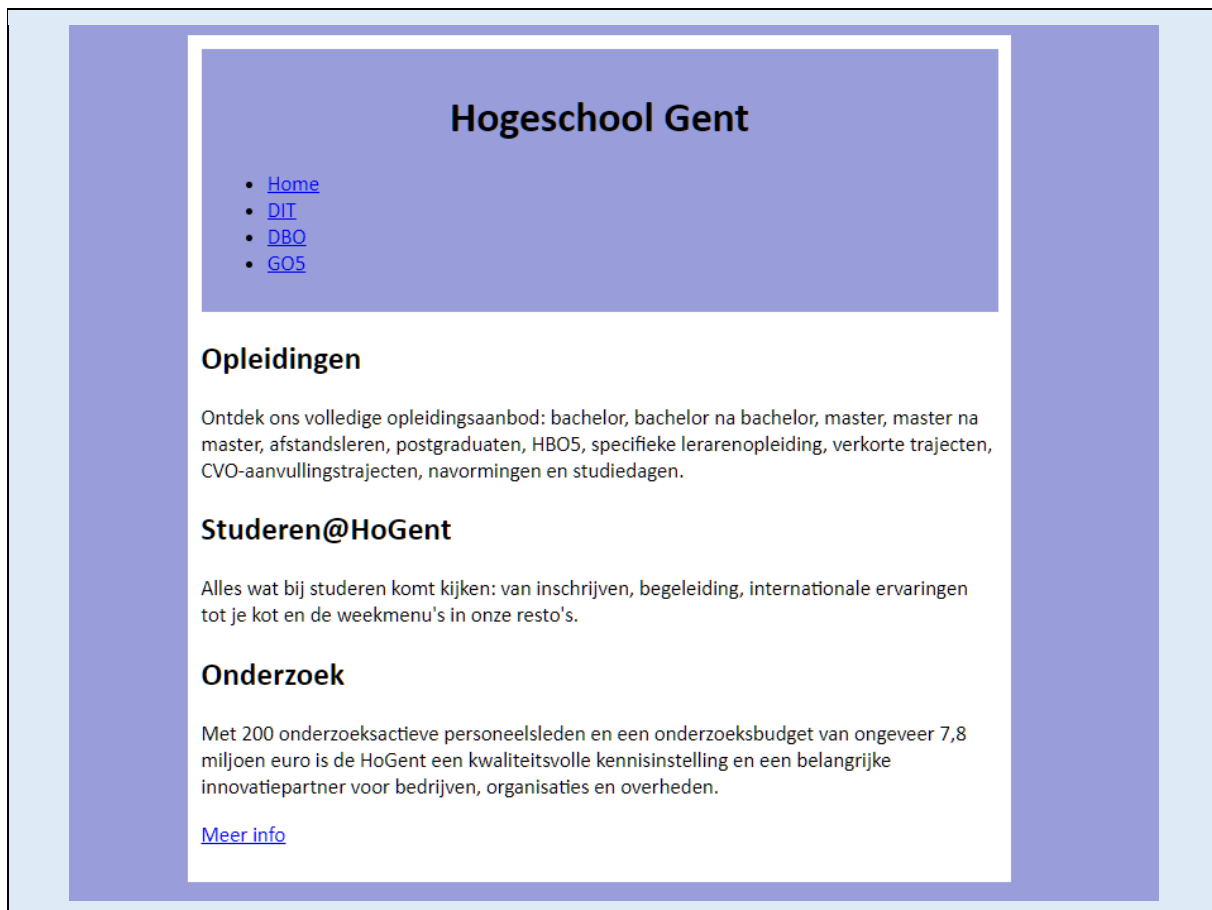 Hogeschool Gent
Home
DIT
DBO
GO5
Opleidingen
Ontdek ons volledige opleidingsaanbod: bachelor, bachelor na bachelor, master, master na
master, afstandsleren, postgraduaten, HBO5, specifieke lerarenopleiding, verkorte trajecten,
CVO-aanvullingstrajecten, navormingen en studiedagen.
Studeren@HoGent
Alles wat bij studeren komt kijken: van inschrijven, begeleiding, internationale ervaringen
tot je kot en de weekmenu's in onze resto's.
Onderzoek
Met 200 onderzoeksactieve personeelsleden en een onderzoeksbudget van ongeveer 7,8
miljoen euro is de HoGent een kwaliteitsvolle kennisinstelling en een belangrijke
innovatiepartner voor bedrijven, organisaties en overheden.
Meer info